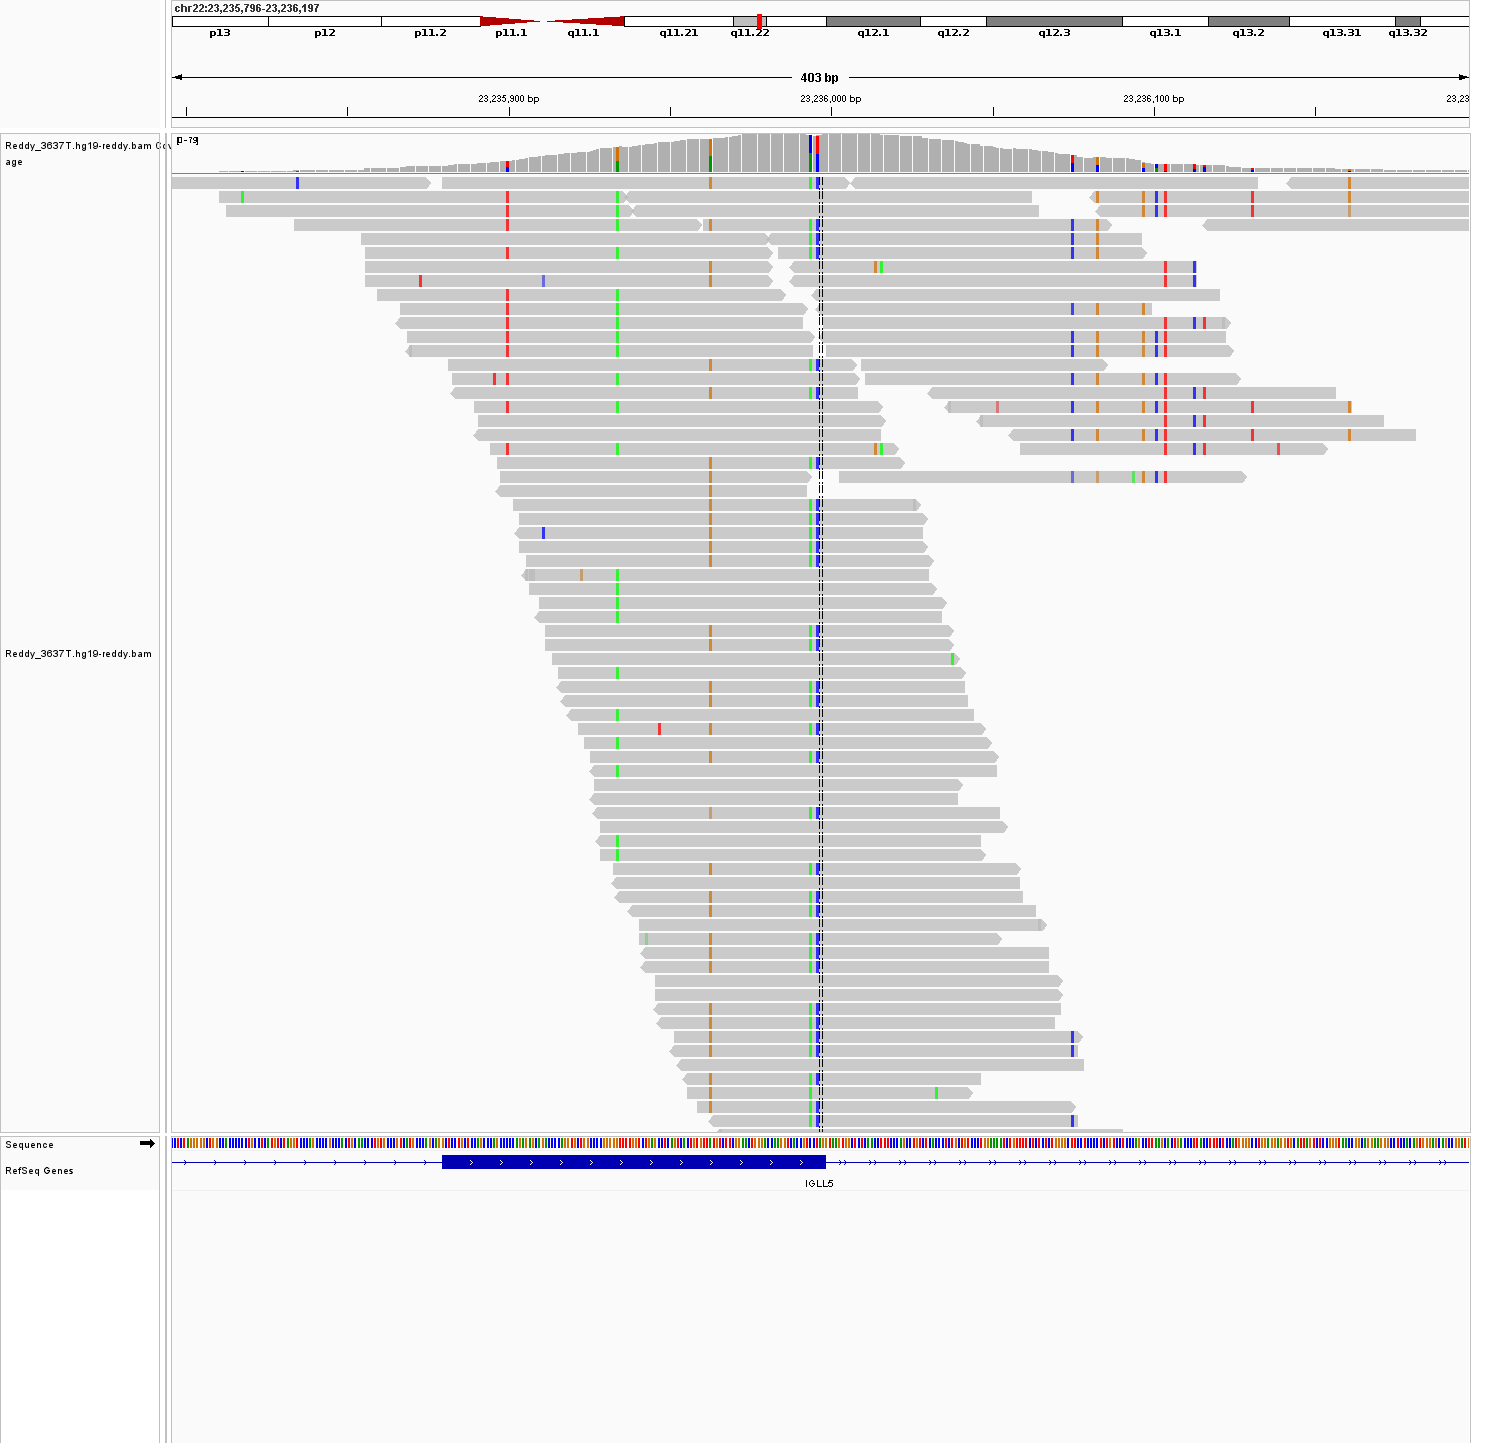 chr22:23,235,796-23,236,197
p13 p12 p11.2 p11.1 q11.1 q11.21 q11.22 q12.1 q12.2 q12.3 q13.1 q13.2 q13.31 q13.32
403 bp
23,235,900 bp 23,236,000 bp 23,236,100 bp 23,23
Reddy_3637T.hg19-reddy.bam Cov
age
[0-79]
Reddy_3637T.hg19-reddy.bam
Sequence
RefSeq Genes
IGLL5